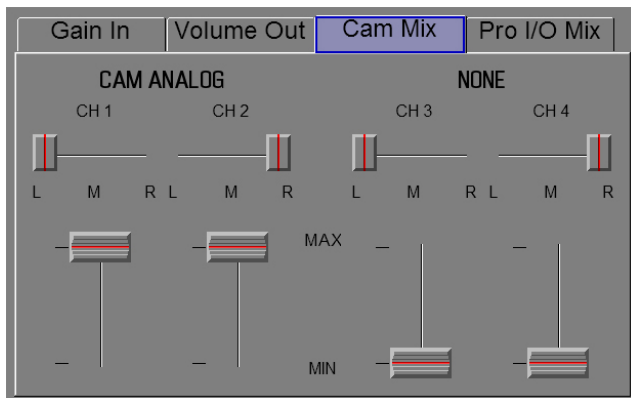 Gain In Volume Out Cam Mix Pro I/O Mix
CAM ANALOG NONE
CH 1 CH 2 CH 3 CH 4
L M R L M R L M R L M R
MAX
MIN